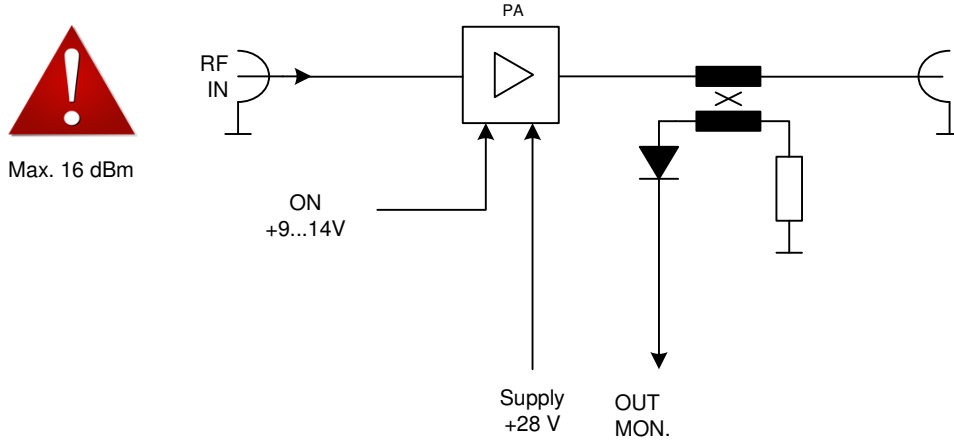 PA
RF
IN
Max. 16 dBm
ON
+9...14V
Supply
+28 V
OUT
MON.